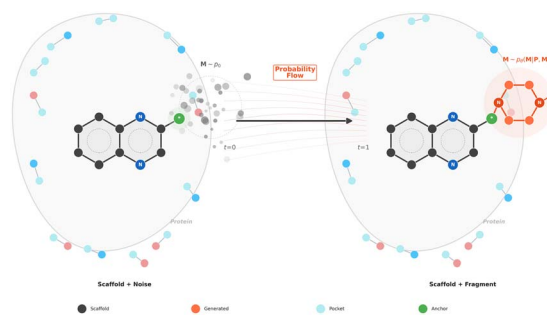 M ~ p₀
Probability
Flow
M ~ pθ(M|P, M
N
N
*
t=0
t=1
N
N
*
N
N
Protein
Protein
Scaffold + Noise
Scaffold + Fragment
Scaffold
Generated
Pocket
Anchor